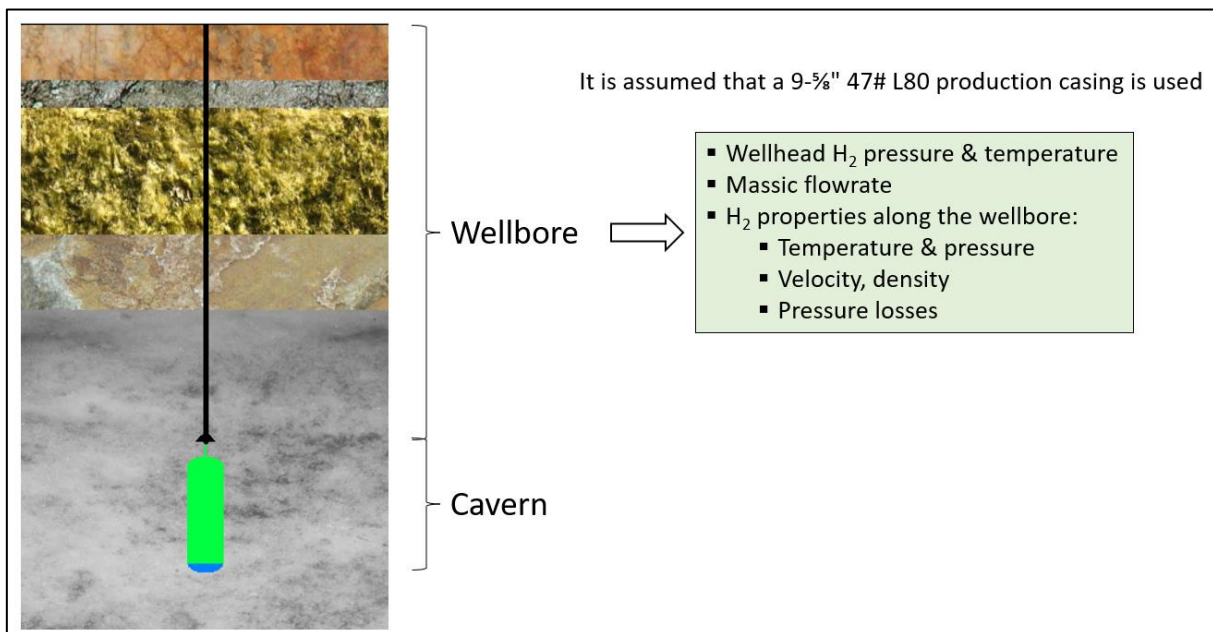 It is assumed that a 9-⅝" 47# L80 production casing is used
▪ Wellhead H₂ pressure & temperature
▪ Massic flowrate
▪ H₂ properties along the wellbore:
▪ Temperature & pressure
▪ Velocity, density
▪ Pressure losses
Wellbore
Cavern